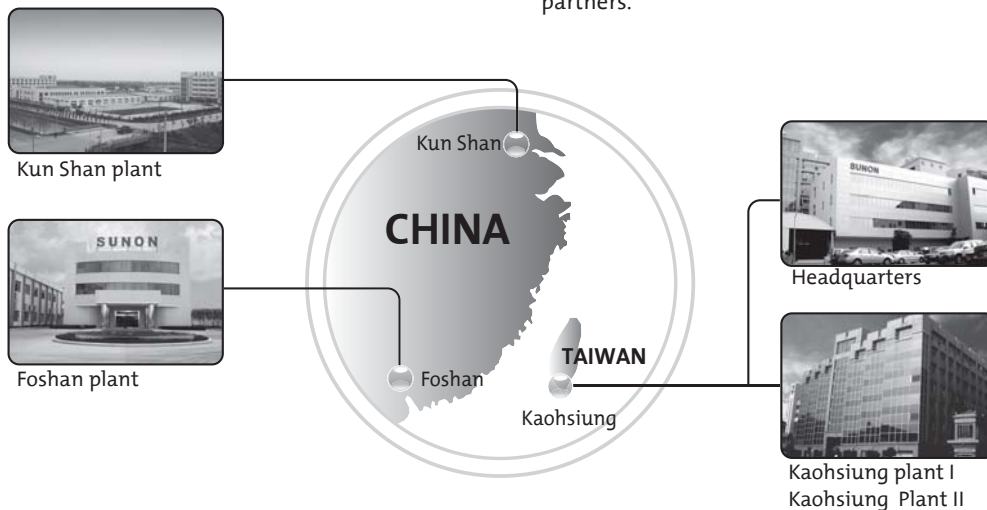 partners.
Kun Shan plant
SUNON
Foshan plant
Kun Shan
CHINA
Foshan
TAIWAN
Kaohsiung
SUNON
Headquarters
Kaohsiung plant I
Kaohsiung Plant II